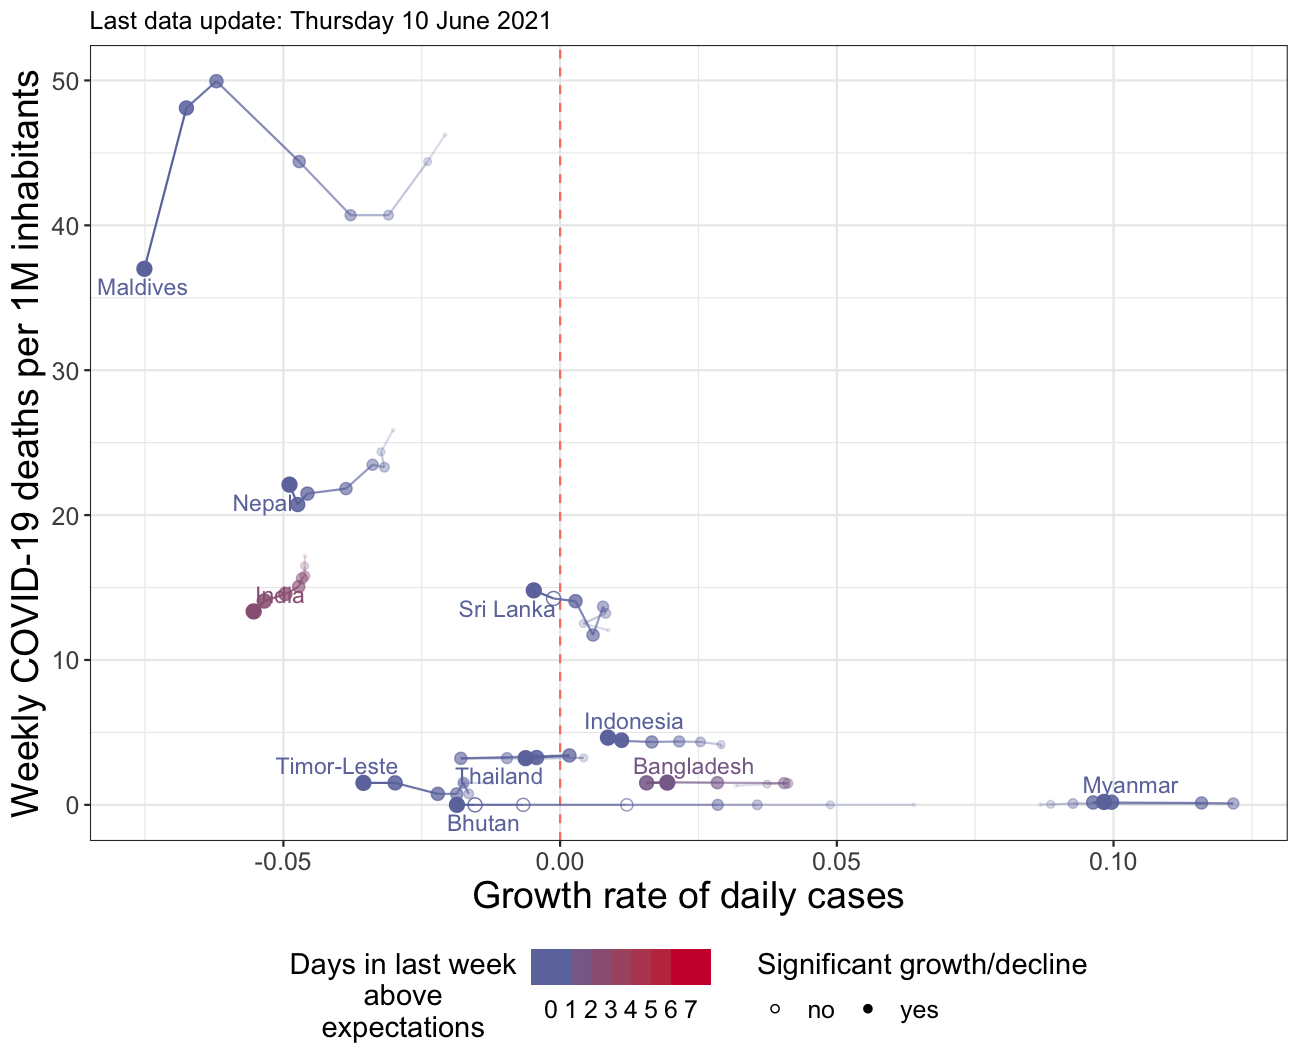 Last data update: Thursday 10 June 2021
Weekly COVID-19 deaths per 1M inhabitants
50
40
30
20
10
0
Maldives
Nepal
India
Sri Lanka
Indonesia
Timor-Leste
Thailand
Bangladesh
Myanmar
Bhutan
-0.05
0.00
0.05
0.10
Growth rate of daily cases
Days in last week
above
expectations
0 1 2 3 4 5 6 7
Significant growth/decline
no
yes